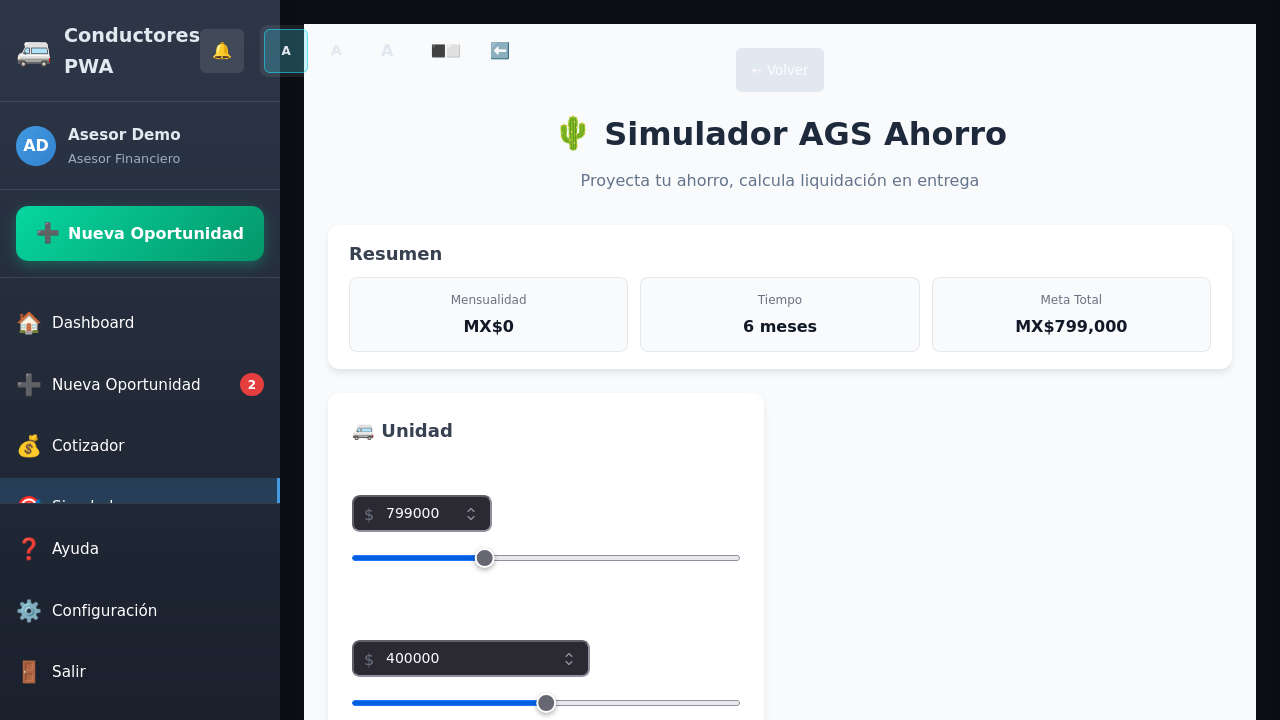 Conductores
PWA
A
A
A
← Volver
AD
Asesor Demo
Asesor Financiero
Nueva Oportunidad
Dashboard
Nueva Oportunidad
2
Cotizador
Ayuda
Configuración
Salir
Simulador AGS Ahorro
Proyecta tu ahorro, calcula liquidación en entrega
Resumen
Mensualidad
MX$0
Tiempo
6 meses
Meta Total
MX$799,000
Unidad
$ 799000
$ 400000